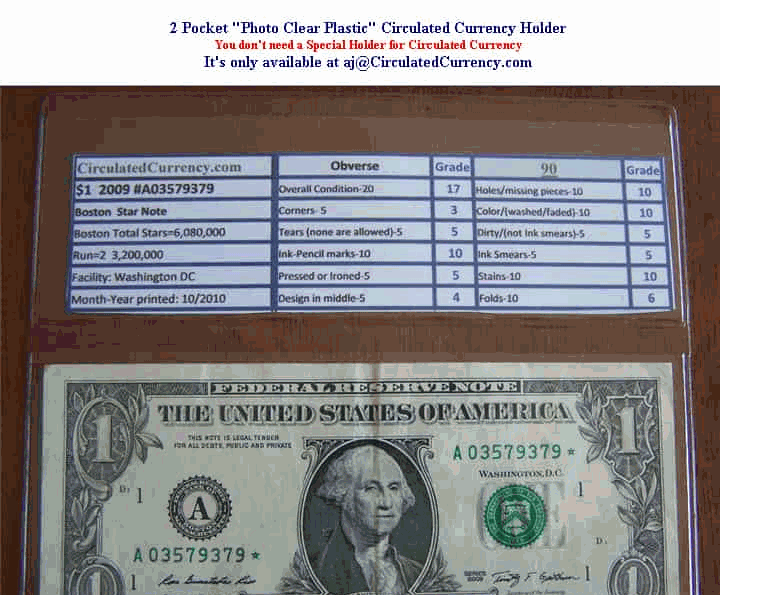 2 Pocket "Photo Clear Plastic" Circulated Currency Holder
You don't need a Special Holder for Circulated Currency
It's only available at aj@CirculatedCurrency.com
CirculatedCurrency.com Obverse Grade 90 Grade
$1 2009 #A03579379 Overall Condition-20 17 Holes/missing pieces-10 10
Boston Star Note Corners- 5 3 Color/(washed/faded)-10 10
Boston Total Stars=6,080,000 Tears (none are allowed)-5 5 Dirty/(not Ink smears)-5 5
Run=2 3,200,000 Ink-Pencil marks-10 10 Ink Smears-5 5
Facility: Washington DC Pressed or Ironed-5 5 Stains-10 10
Month-Year printed: 10/2010 Design in middle-5 4 Folds-10 6
FEDERAL RESERVE NOTE
THE UNITED STATES OF AMERICA
1 1
THIS NOTE IS LEGAL TENDER
FOR ALL DEBTS, PUBLIC AND PRIVATE
A 03579379 *
WASHINGTON, D.C.
1 A ONE 1
A 03579379 *
1 SERIES 1
2009